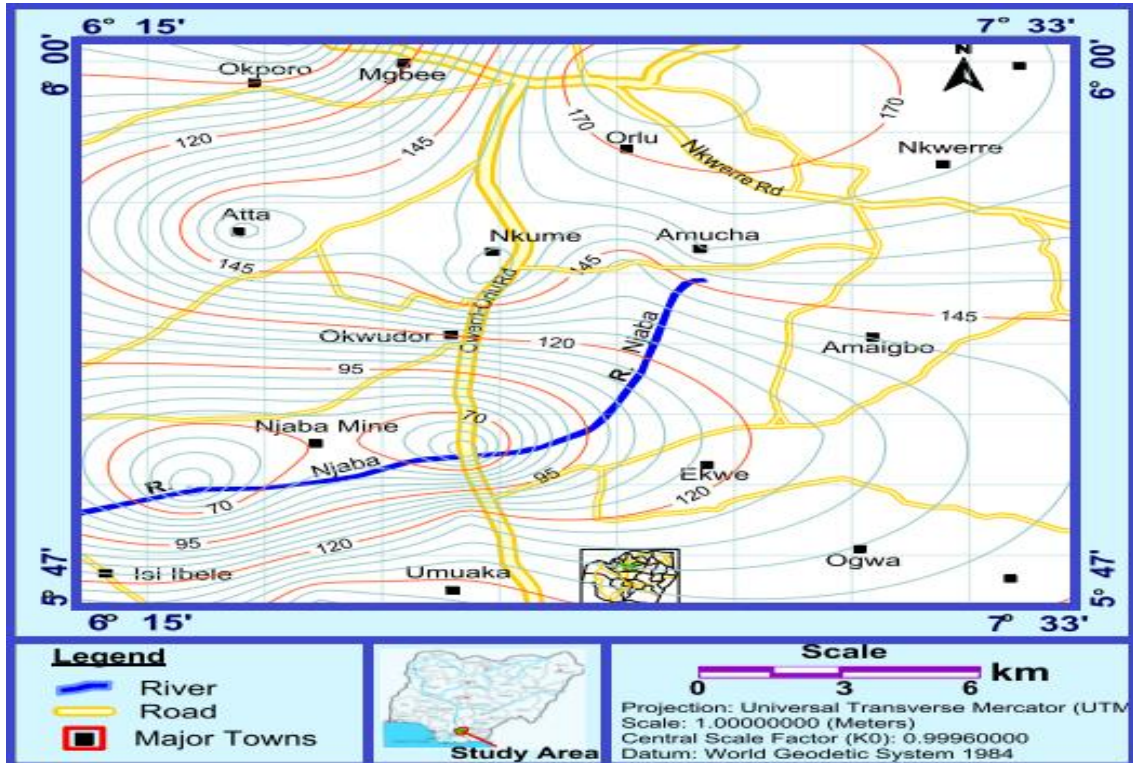 6° 15'
7° 33'
6° 00'
6° 00'
N
Okporo
Mgbee
170
170
120
145
Orlu
Nkwerre Rd
Nkwerre
Atta
Nkume
Amucha
145
145
145
Okwudor
120
R. Njaba
Amaigbo
95
Njaba Mine
70
R. Njaba
70
95
Ekwe
120
95
120
Isi Ibele
Umuaka
Ogwa
5° 47'
5° 47'
6° 15'
7° 33'
Legend
River
Road
Major Towns
Study Area
Scale
km
0 3 6
Projection: Universal Transverse Mercator (UTM
Scale: 1.00000000 (Meters)
Central Scale Factor (K0): 0.99960000
Datum: World Geodetic System 1984